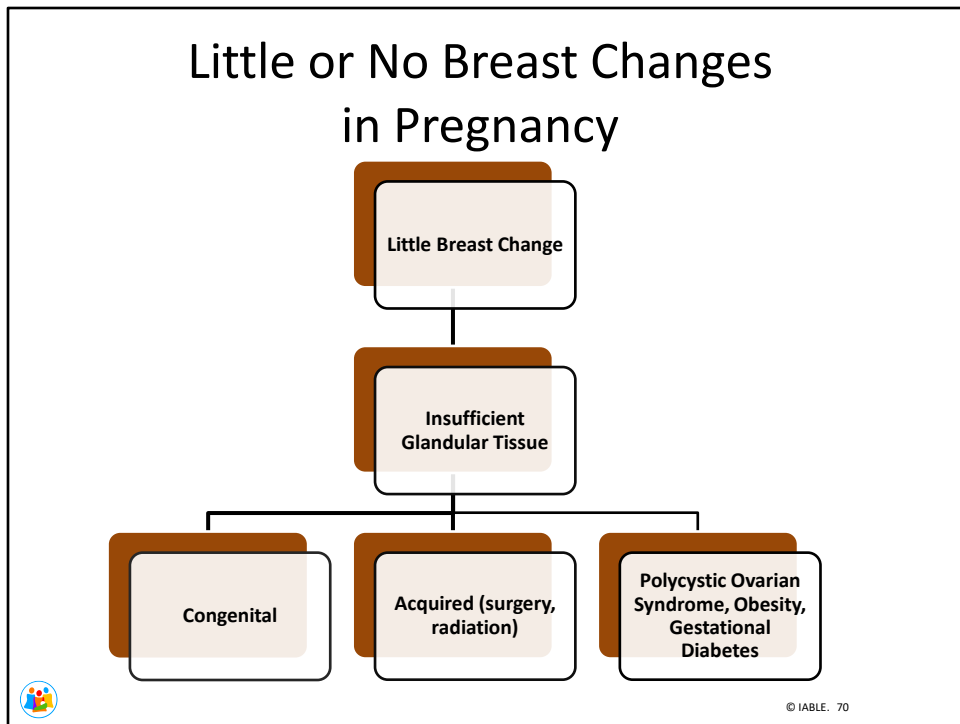 Little or No Breast Changes
in Pregnancy
Little Breast Change
Insufficient
Glandular Tissue
Congenital
Acquired (surgery,
radiation)
Polycystic Ovarian
Syndrome, Obesity,
Gestational
Diabetes
© IABLE. 70